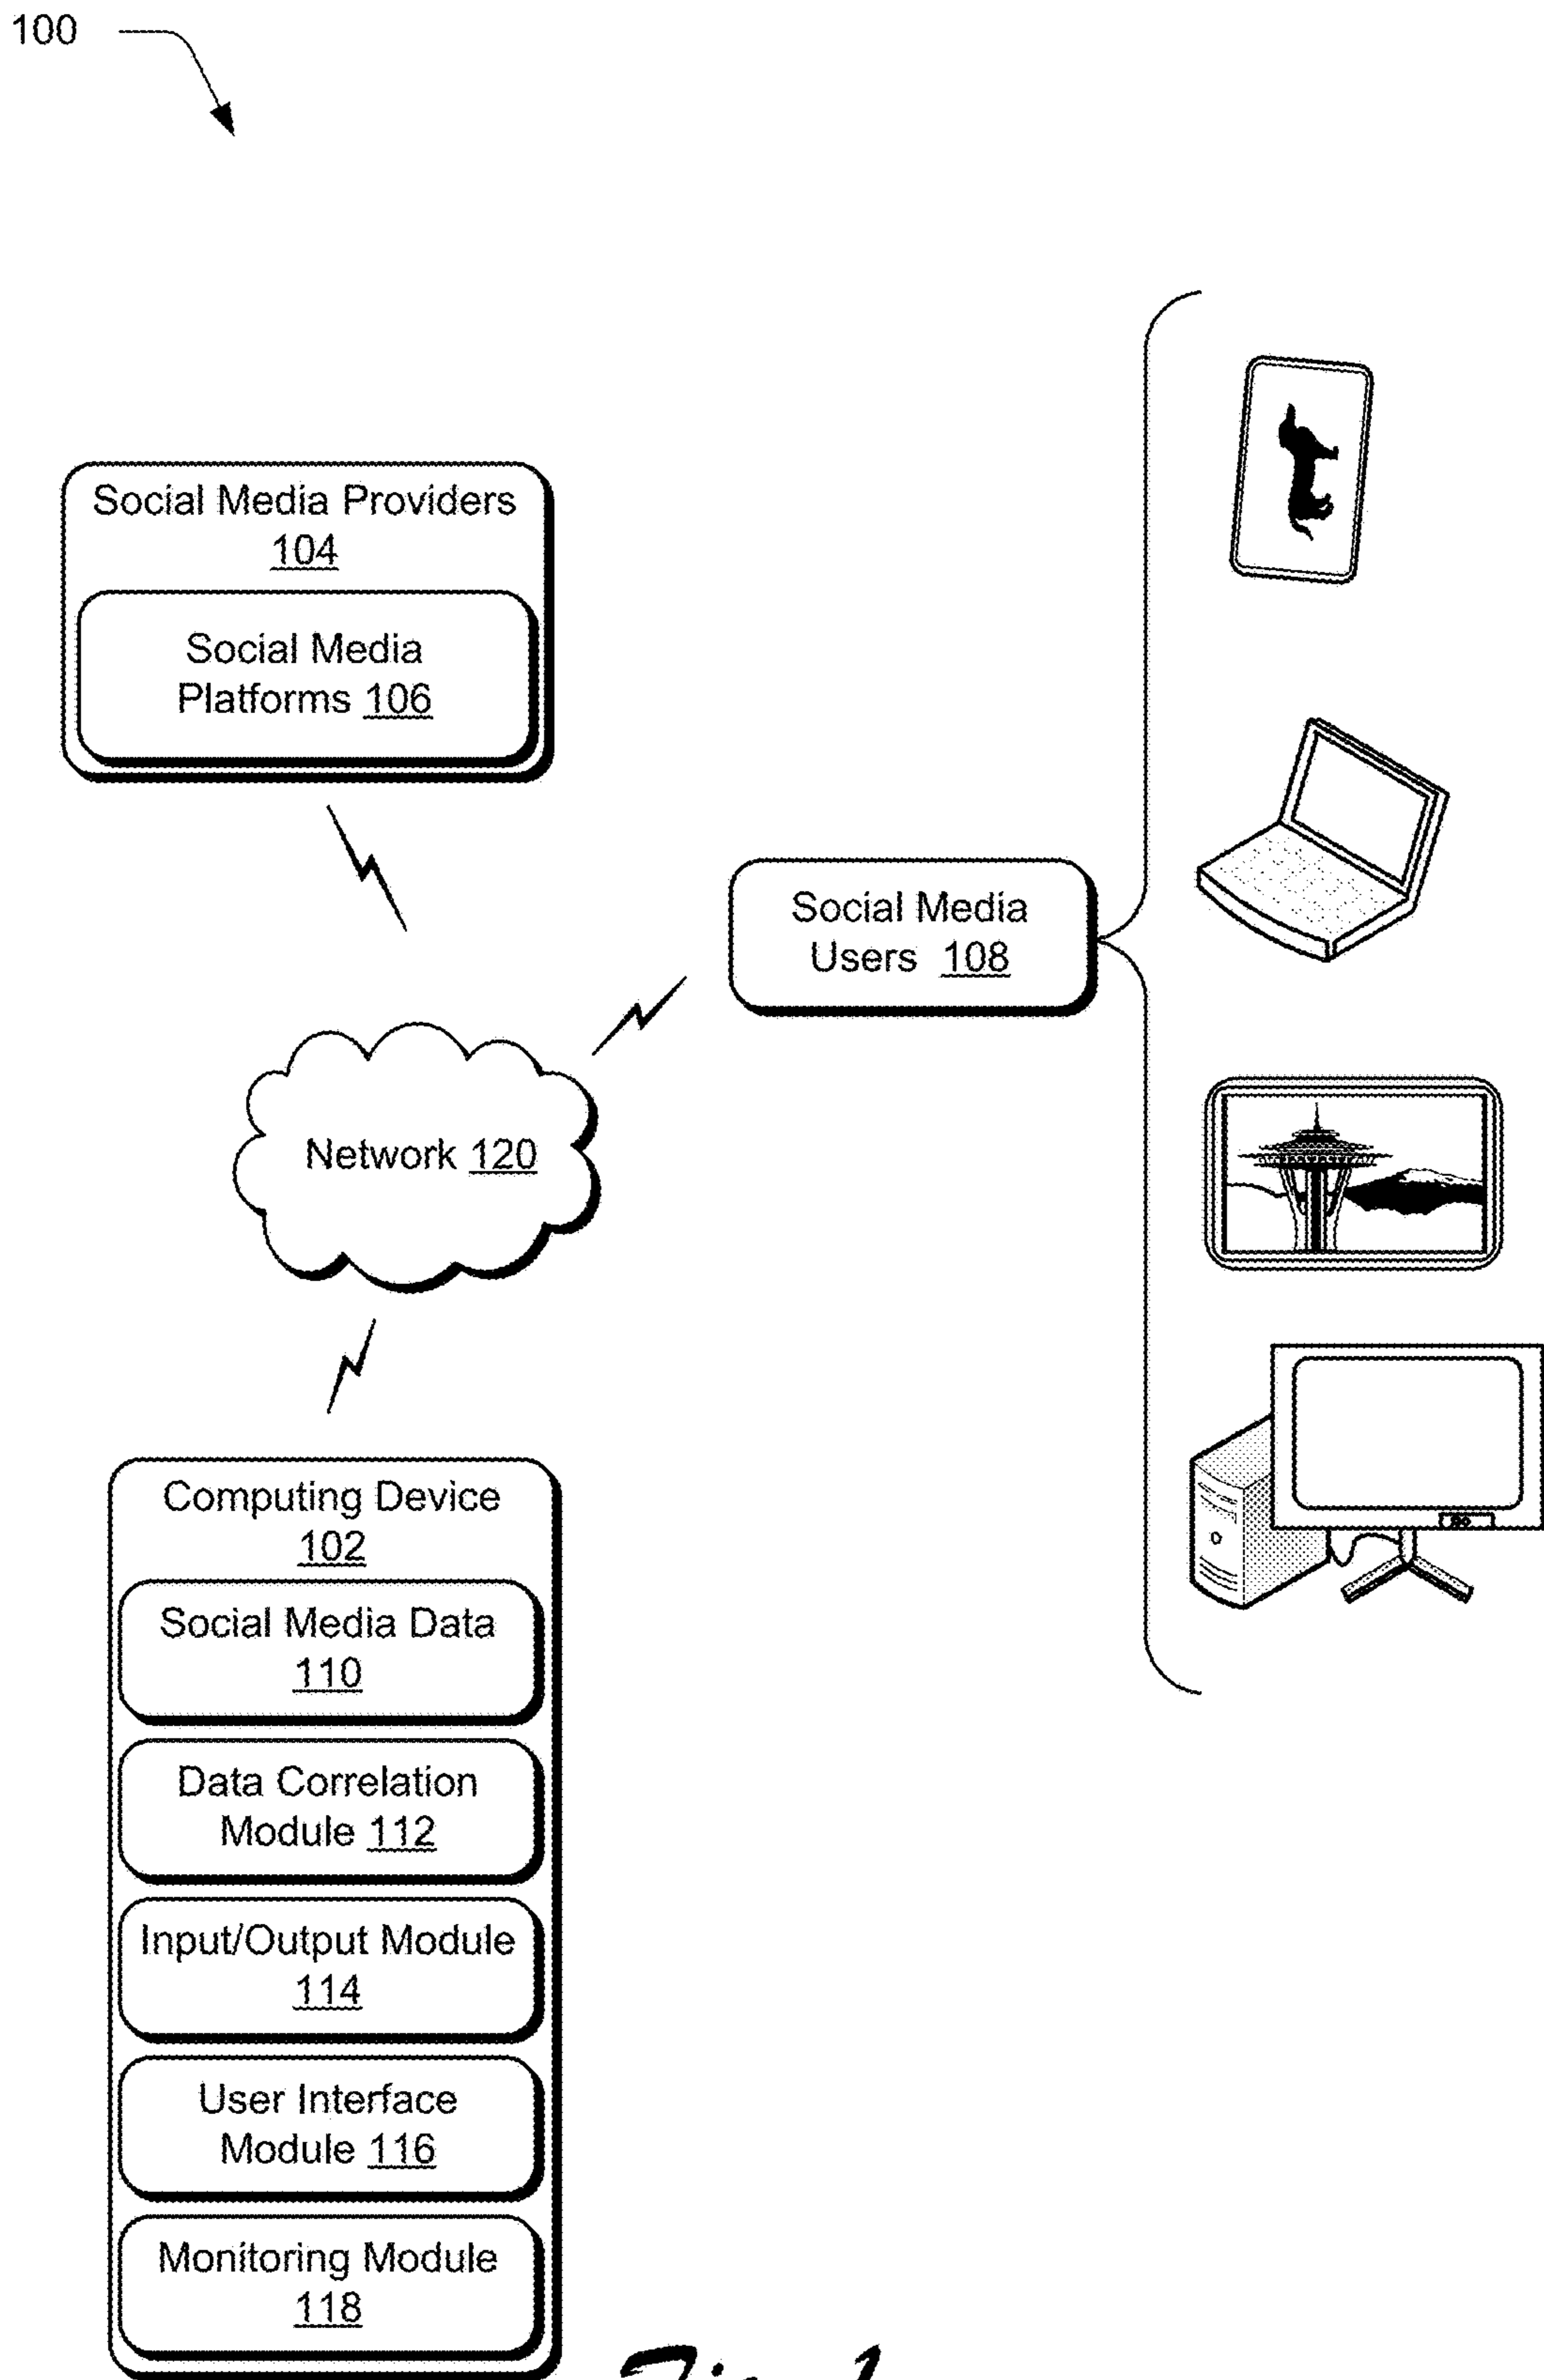 100
Social Media Providers
104
Social Media
Platforms 106
Social Media
Users 108
Network 120
Computing Device
102
Social Media Data
110
Data Correlation
Module 112
Input/Output Module
114
User Interface
Module 116
Monitoring Module
118